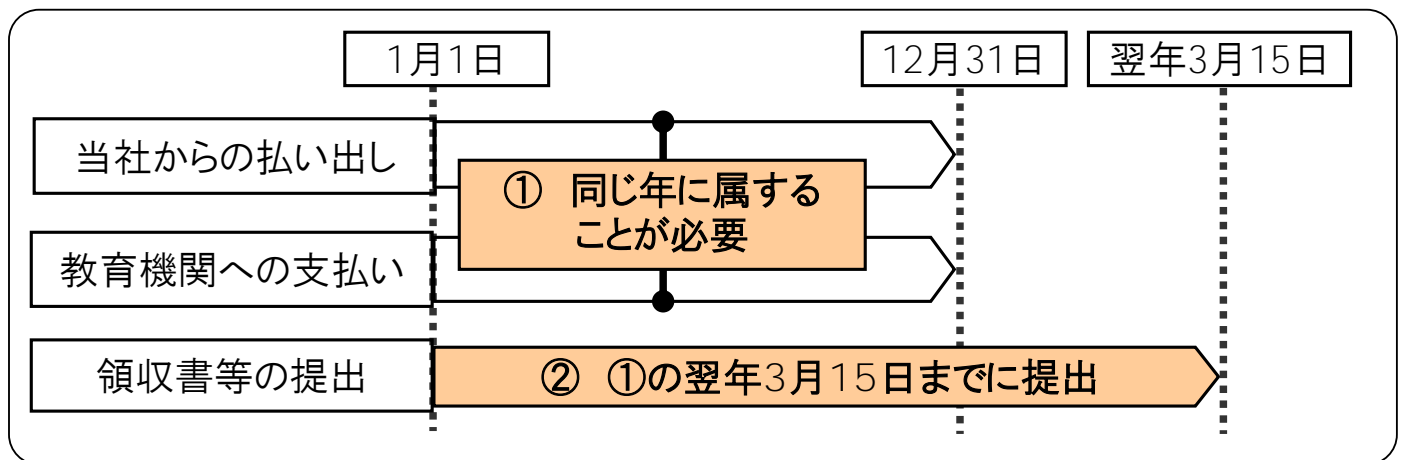 1月1日
12月31日
翌年3月15日
当社からの払い出し
① 同じ年に属する
ことが必要
教育機関への支払い
領収書等の提出
② ①の翌年3月15日までに提出